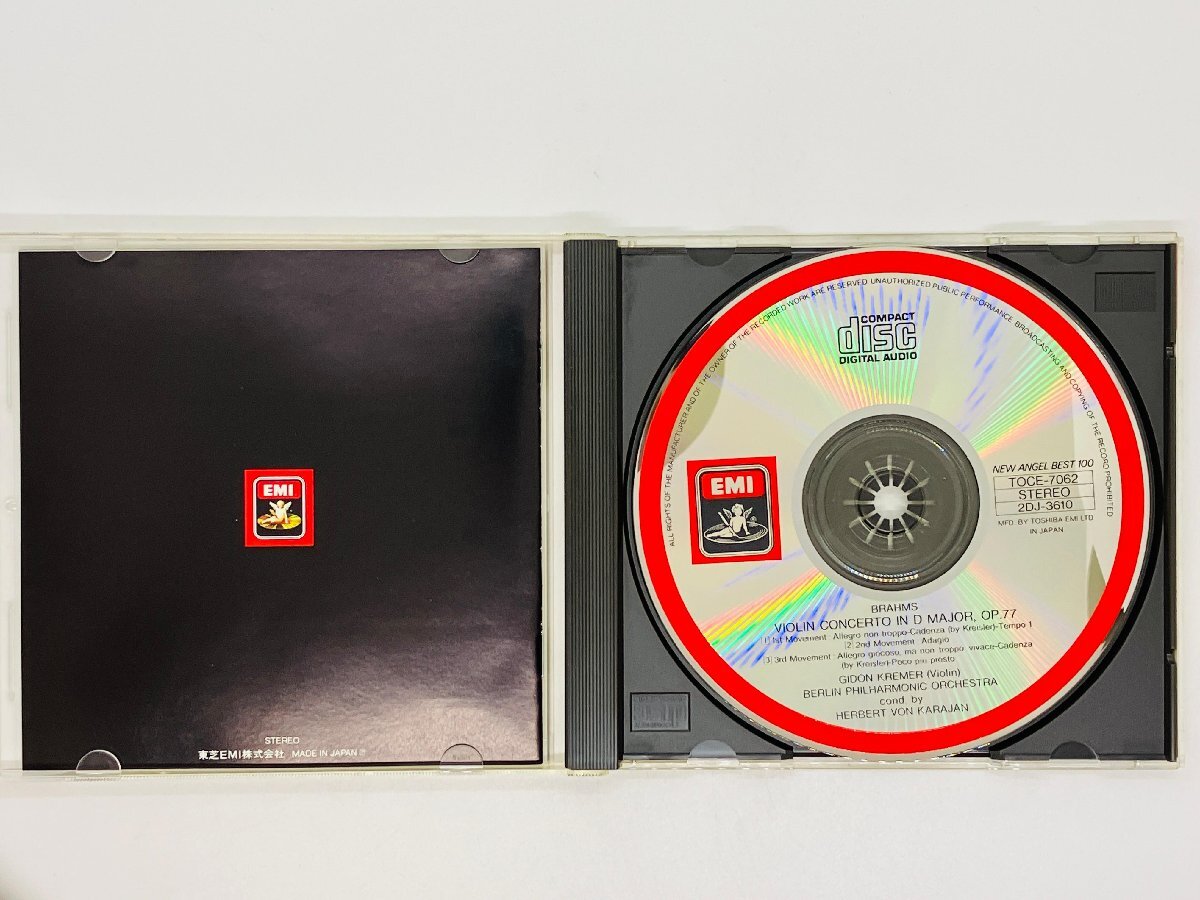 EMI
STEREO
東芝EMI株式会社 MADE IN JAPAN
ALL RIGHTS OF THE MANUFACTURER AND OF THE OWNER OF THE RECORDED WORK ARE RESERVED. UNAUTHORIZED PUBLIC PERFORMANCE BROADCASTING AND COPYING OF THE RECORD PROHIBITED
COMPACT
disc
DIGITAL AUDIO
EMI
NEW ANGEL BEST 100
TOCE-7062
STEREO
2DJ-3610
MFD. BY TOSHIBA EMI LTD
IN JAPAN
BRAHMS
VIOLIN CONCERTO IN D MAJOR, OP.77
[1] 1st Movement: Allegro non troppo-Cadenza (by Kreisler)-Tempo 1
[2] 2nd Movement: Adagio
[3] 3rd Movement: Allegro giocoso, ma non troppo vivace-Cadenza
(by Kreisler)-Poco più presto
GIDON KREMER (Violin)
BERLIN PHILHARMONIC ORCHESTRA
cond. by
HERBERT VON KARAJAN